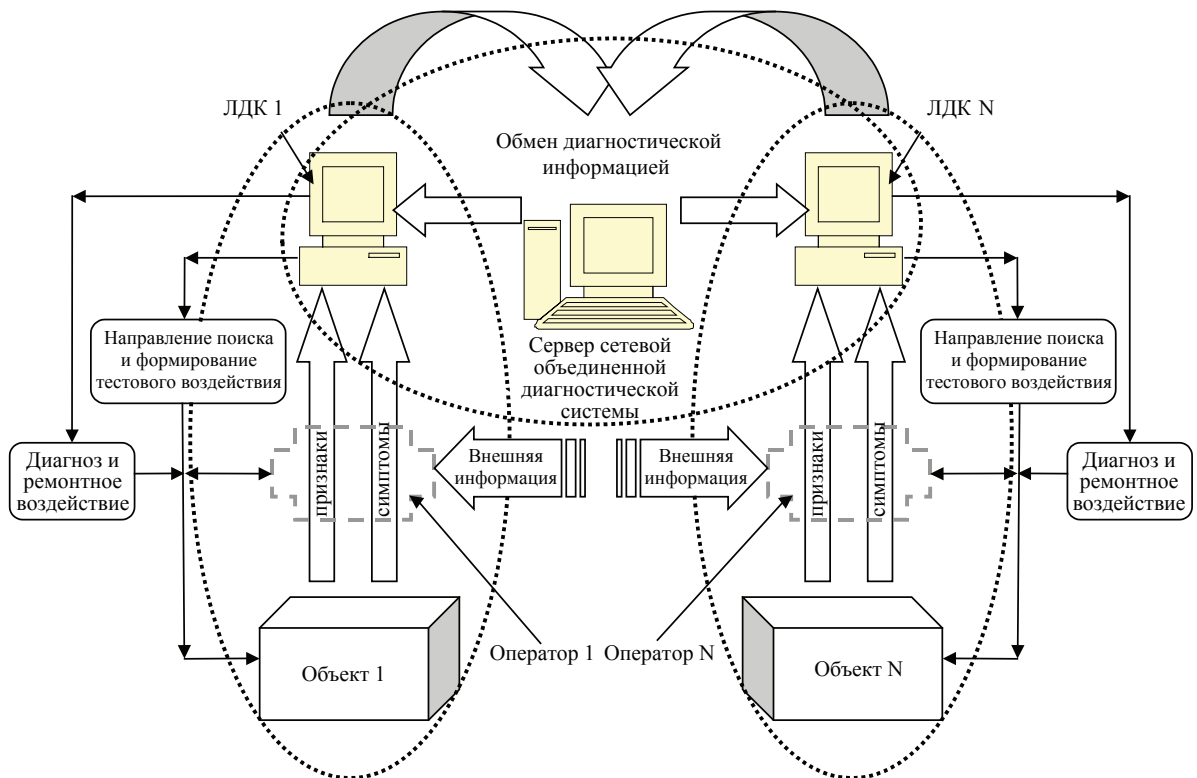 ЛДК 1
ЛДК N
Обмен диагностической
информацией
Направление поиска
и формирование
тестового воздействия
Сервер сетевой
объединенной
диагностической
системы
Направление поиска
и формирование
тестового воздействия
Диагноз и
ремонтное
воздействие
признаки
симптомы
Внешняя
информация
Внешняя
информация
признаки
симптомы
Диагноз и
ремонтное
воздействие
Объект 1
Оператор 1
Оператор N
Объект N